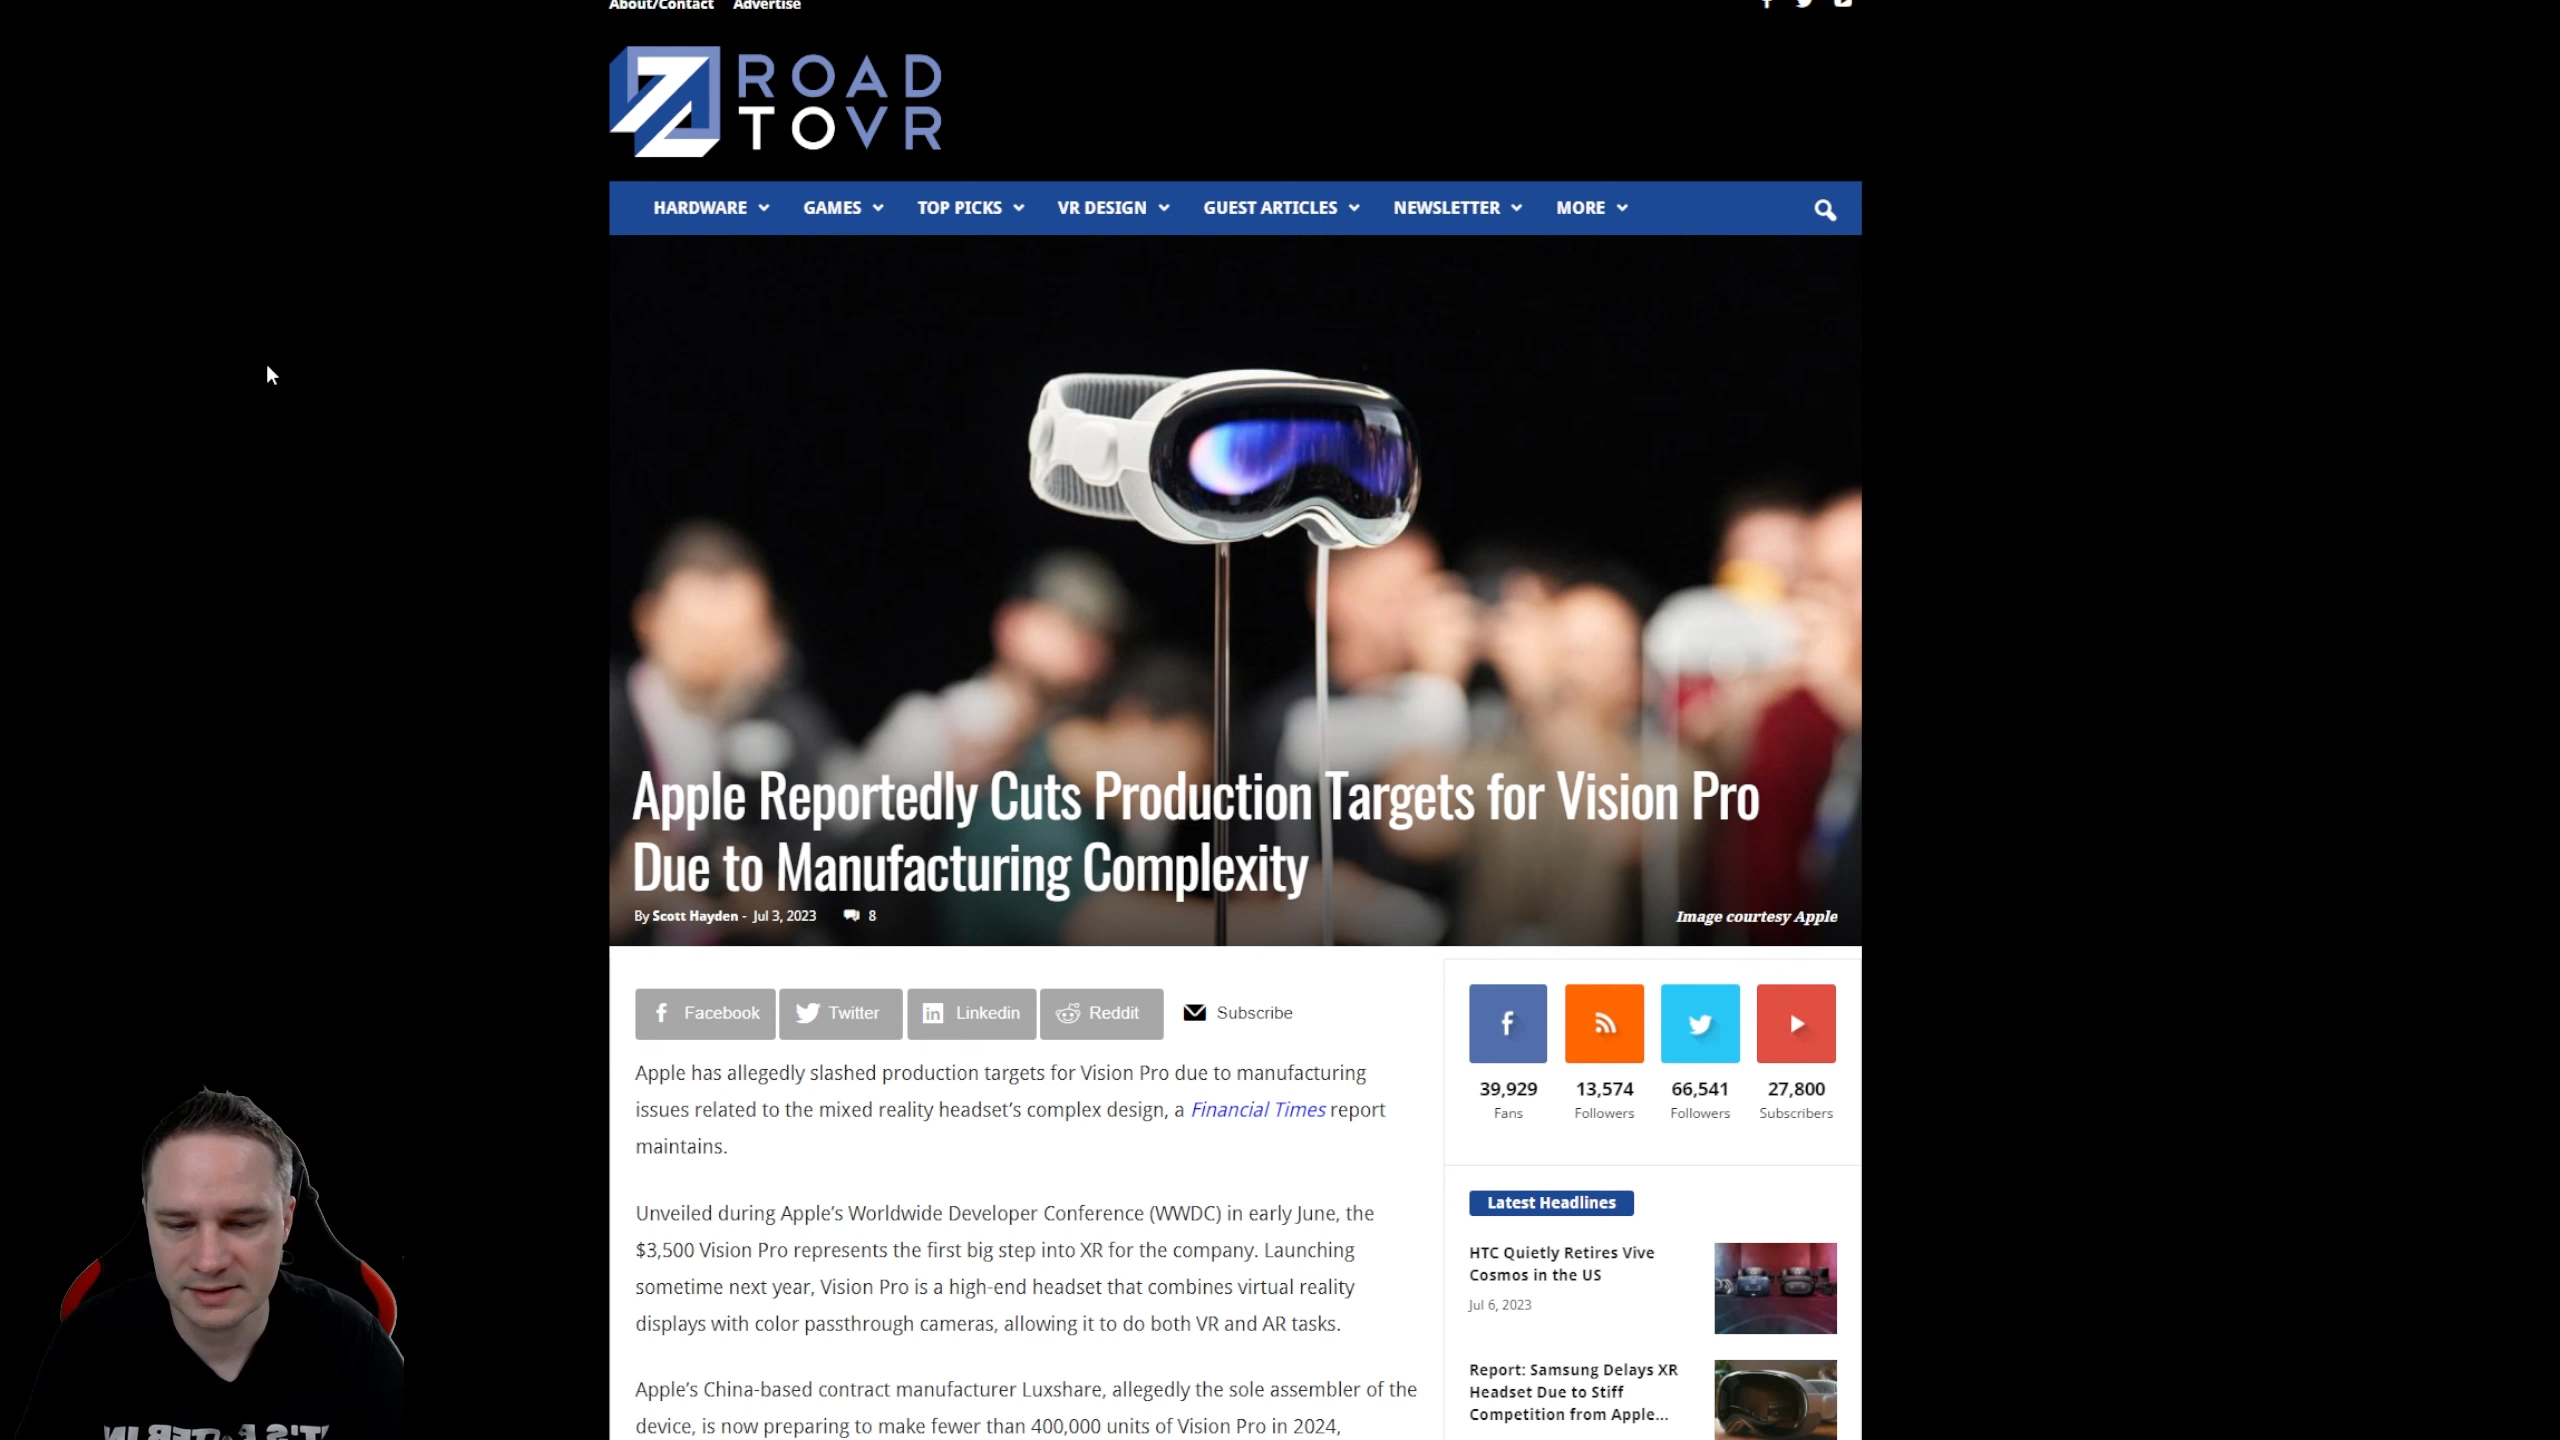 About/Contact Advertise
ROAD
TO VR
HARDWARE GAMES TOP PICKS VR DESIGN GUEST ARTICLES NEWSLETTER MORE
Apple Reportedly Cuts Production Targets for Vision Pro
Due to Manufacturing Complexity
By Scott Hayden - Jul 3, 2023 8
Image courtesy Apple
Facebook Twitter Linkedin Reddit Subscribe
Apple has allegedly slashed production targets for Vision Pro due to manufacturing
issues related to the mixed reality headset’s complex design, a Financial Times report
maintains.
Unveiled during Apple’s Worldwide Developer Conference (WWDC) in early June, the
$3,500 Vision Pro represents the first big step into XR for the company. Launching
sometime next year, Vision Pro is a high-end headset that combines virtual reality
displays with color passthrough cameras, allowing it to do both VR and AR tasks.
Apple’s China-based contract manufacturer Luxshare, allegedly the sole assembler of the
device, is now preparing to make fewer than 400,000 units of Vision Pro in 2024,
39,929 13,574 66,541 27,800
Fans Followers Followers Subscribers
Latest Headlines
HTC Quietly Retires Vive
Cosmos in the US
Jul 6, 2023
Report: Samsung Delays XR
Headset Due to Stiff
Competition from Apple...